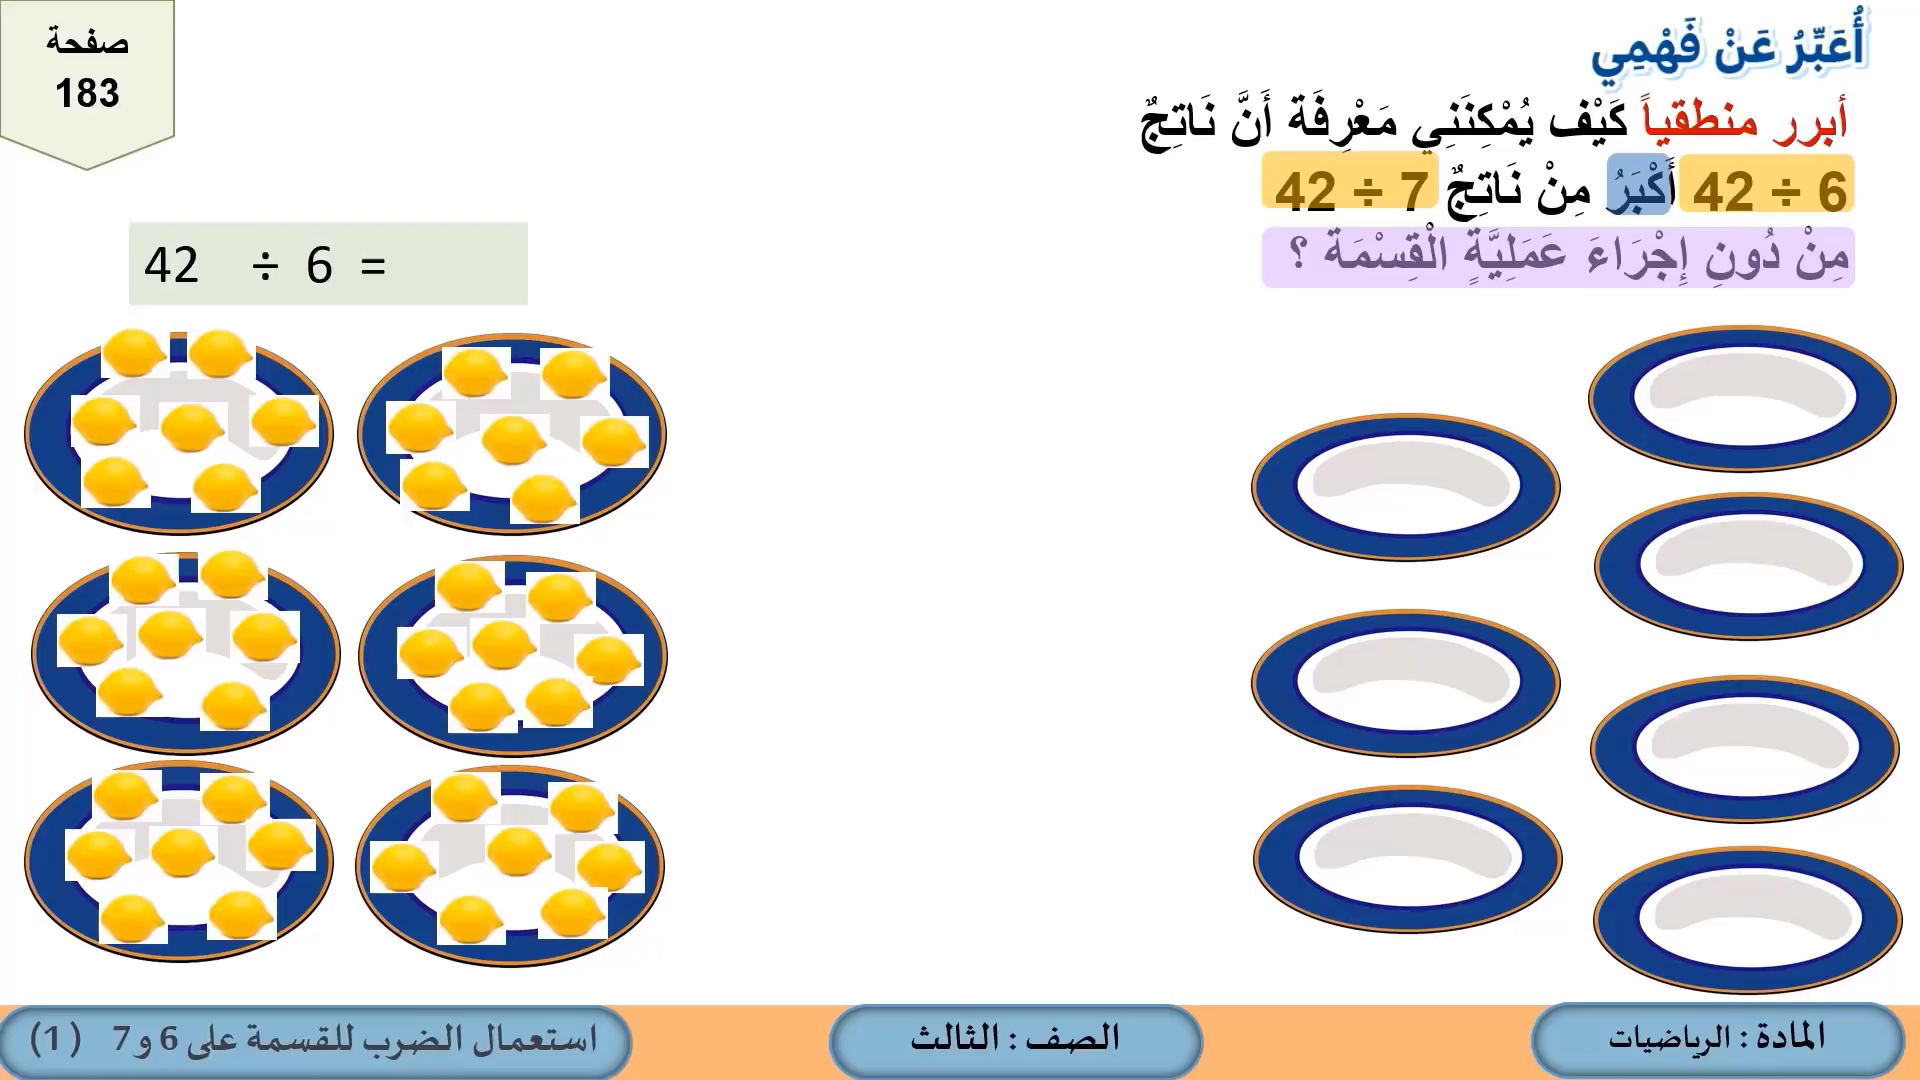 أُعَبِّرُ عَنْ فَهْمِي
صفحة
183
أبرر منطقياً كَيْف يُمْكِنَنِي مَعْرِفَة أَنَّ نَاتِجٌ
42 ÷ 6 أَكْبَرُ مِنْ نَاتِجٌ 42 ÷ 7
مِنْ دُونِ إِجْرَاءَ عَمَلِيَّةٍ الْقِسْمَة ؟
42 ÷ 6 =
المادة : الرياضيات
الصف : الثالث
استعمال الضرب للقسمة على 6 و 7 (1)